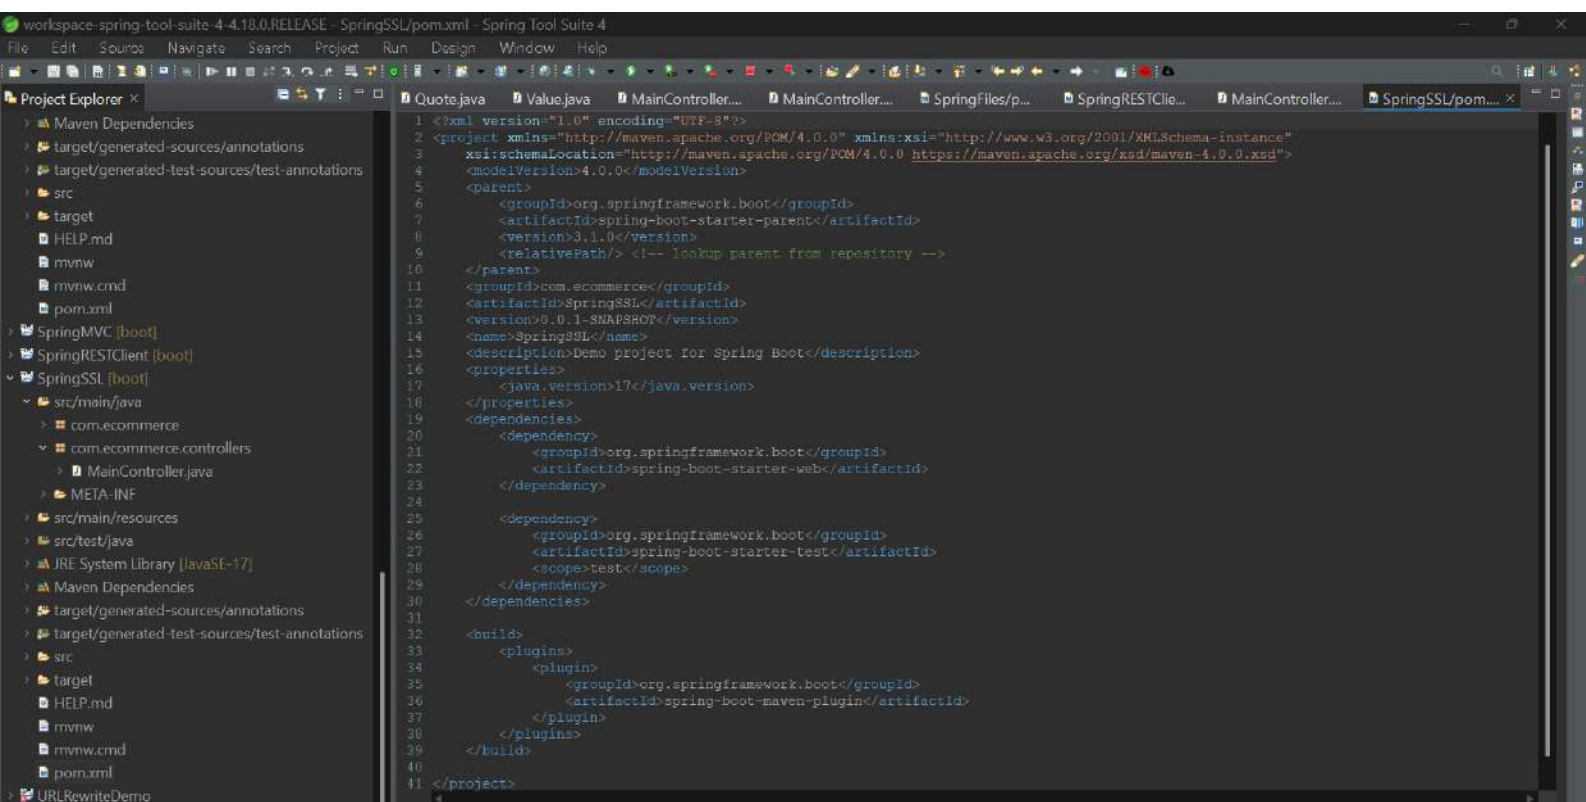 workspace-spring-tool-suite-4-4.18.0.RELEASE - SpringSSL/pom.xml - Spring Tool Suite 4
File Edit Source Navigate Search Project Run Design Window Help
Project Explorer ×
Quote.java Value.java MainController.... MainController.... SpringFiles/p... SpringRESTClie... MainController.... SpringSSL/pom.... ×
Maven Dependencies
target/generated-sources/annotations
target/generated-test-sources/test-annotations
src
target
HELP.md
mvnw
mvnw.cmd
pom.xml
SpringMVC [boot]
SpringRESTClient [boot]
SpringSSL [boot]
src/main/java
com.ecommerce
com.ecommerce.controllers
MainController.java
META-INF
src/main/resources
src/test/java
JRE System Library [JavaSE-17]
Maven Dependencies
target/generated-sources/annotations
target/generated-test-sources/test-annotations
src
target
HELP.md
mvnw
mvnw.cmd
pom.xml
URLRewriteDemo
1 <?xml version="1.0" encoding="UTF-8"?>
2 <project xmlns="http://maven.apache.org/POM/4.0.0" xmlns:xsi="http://www.w3.org/2001/XMLSchema-instance"
3 xsi:schemaLocation="http://maven.apache.org/POM/4.0.0 https://maven.apache.org/xsd/maven-4.0.0.xsd">
4 <modelVersion>4.0.0</modelVersion>
5 <parent>
6 <groupId>org.springframework.boot</groupId>
7 <artifactId>spring-boot-starter-parent</artifactId>
8 <version>3.1.0</version>
9 <relativePath/> <!-- lookup parent from repository -->
10 </parent>
11 <groupId>com.ecommerce</groupId>
12 <artifactId>SpringSSL</artifactId>
13 <version>0.0.1-SNAPSHOT</version>
14 <name>SpringSSL</name>
15 <description>Demo project for Spring Boot</description>
16 <properties>
17 <java.version>17</java.version>
18 </properties>
19 <dependencies>
20 <dependency>
21 <groupId>org.springframework.boot</groupId>
22 <artifactId>spring-boot-starter-web</artifactId>
23 </dependency>
24
25 <dependency>
26 <groupId>org.springframework.boot</groupId>
27 <artifactId>spring-boot-starter-test</artifactId>
28 <scope>test</scope>
29 </dependency>
30 </dependencies>
31
32 <build>
33 <plugins>
34 <plugin>
35 <groupId>org.springframework.boot</groupId>
36 <artifactId>spring-boot-maven-plugin</artifactId>
37 </plugin>
38 </plugins>
39 </build>
40
41 </project>